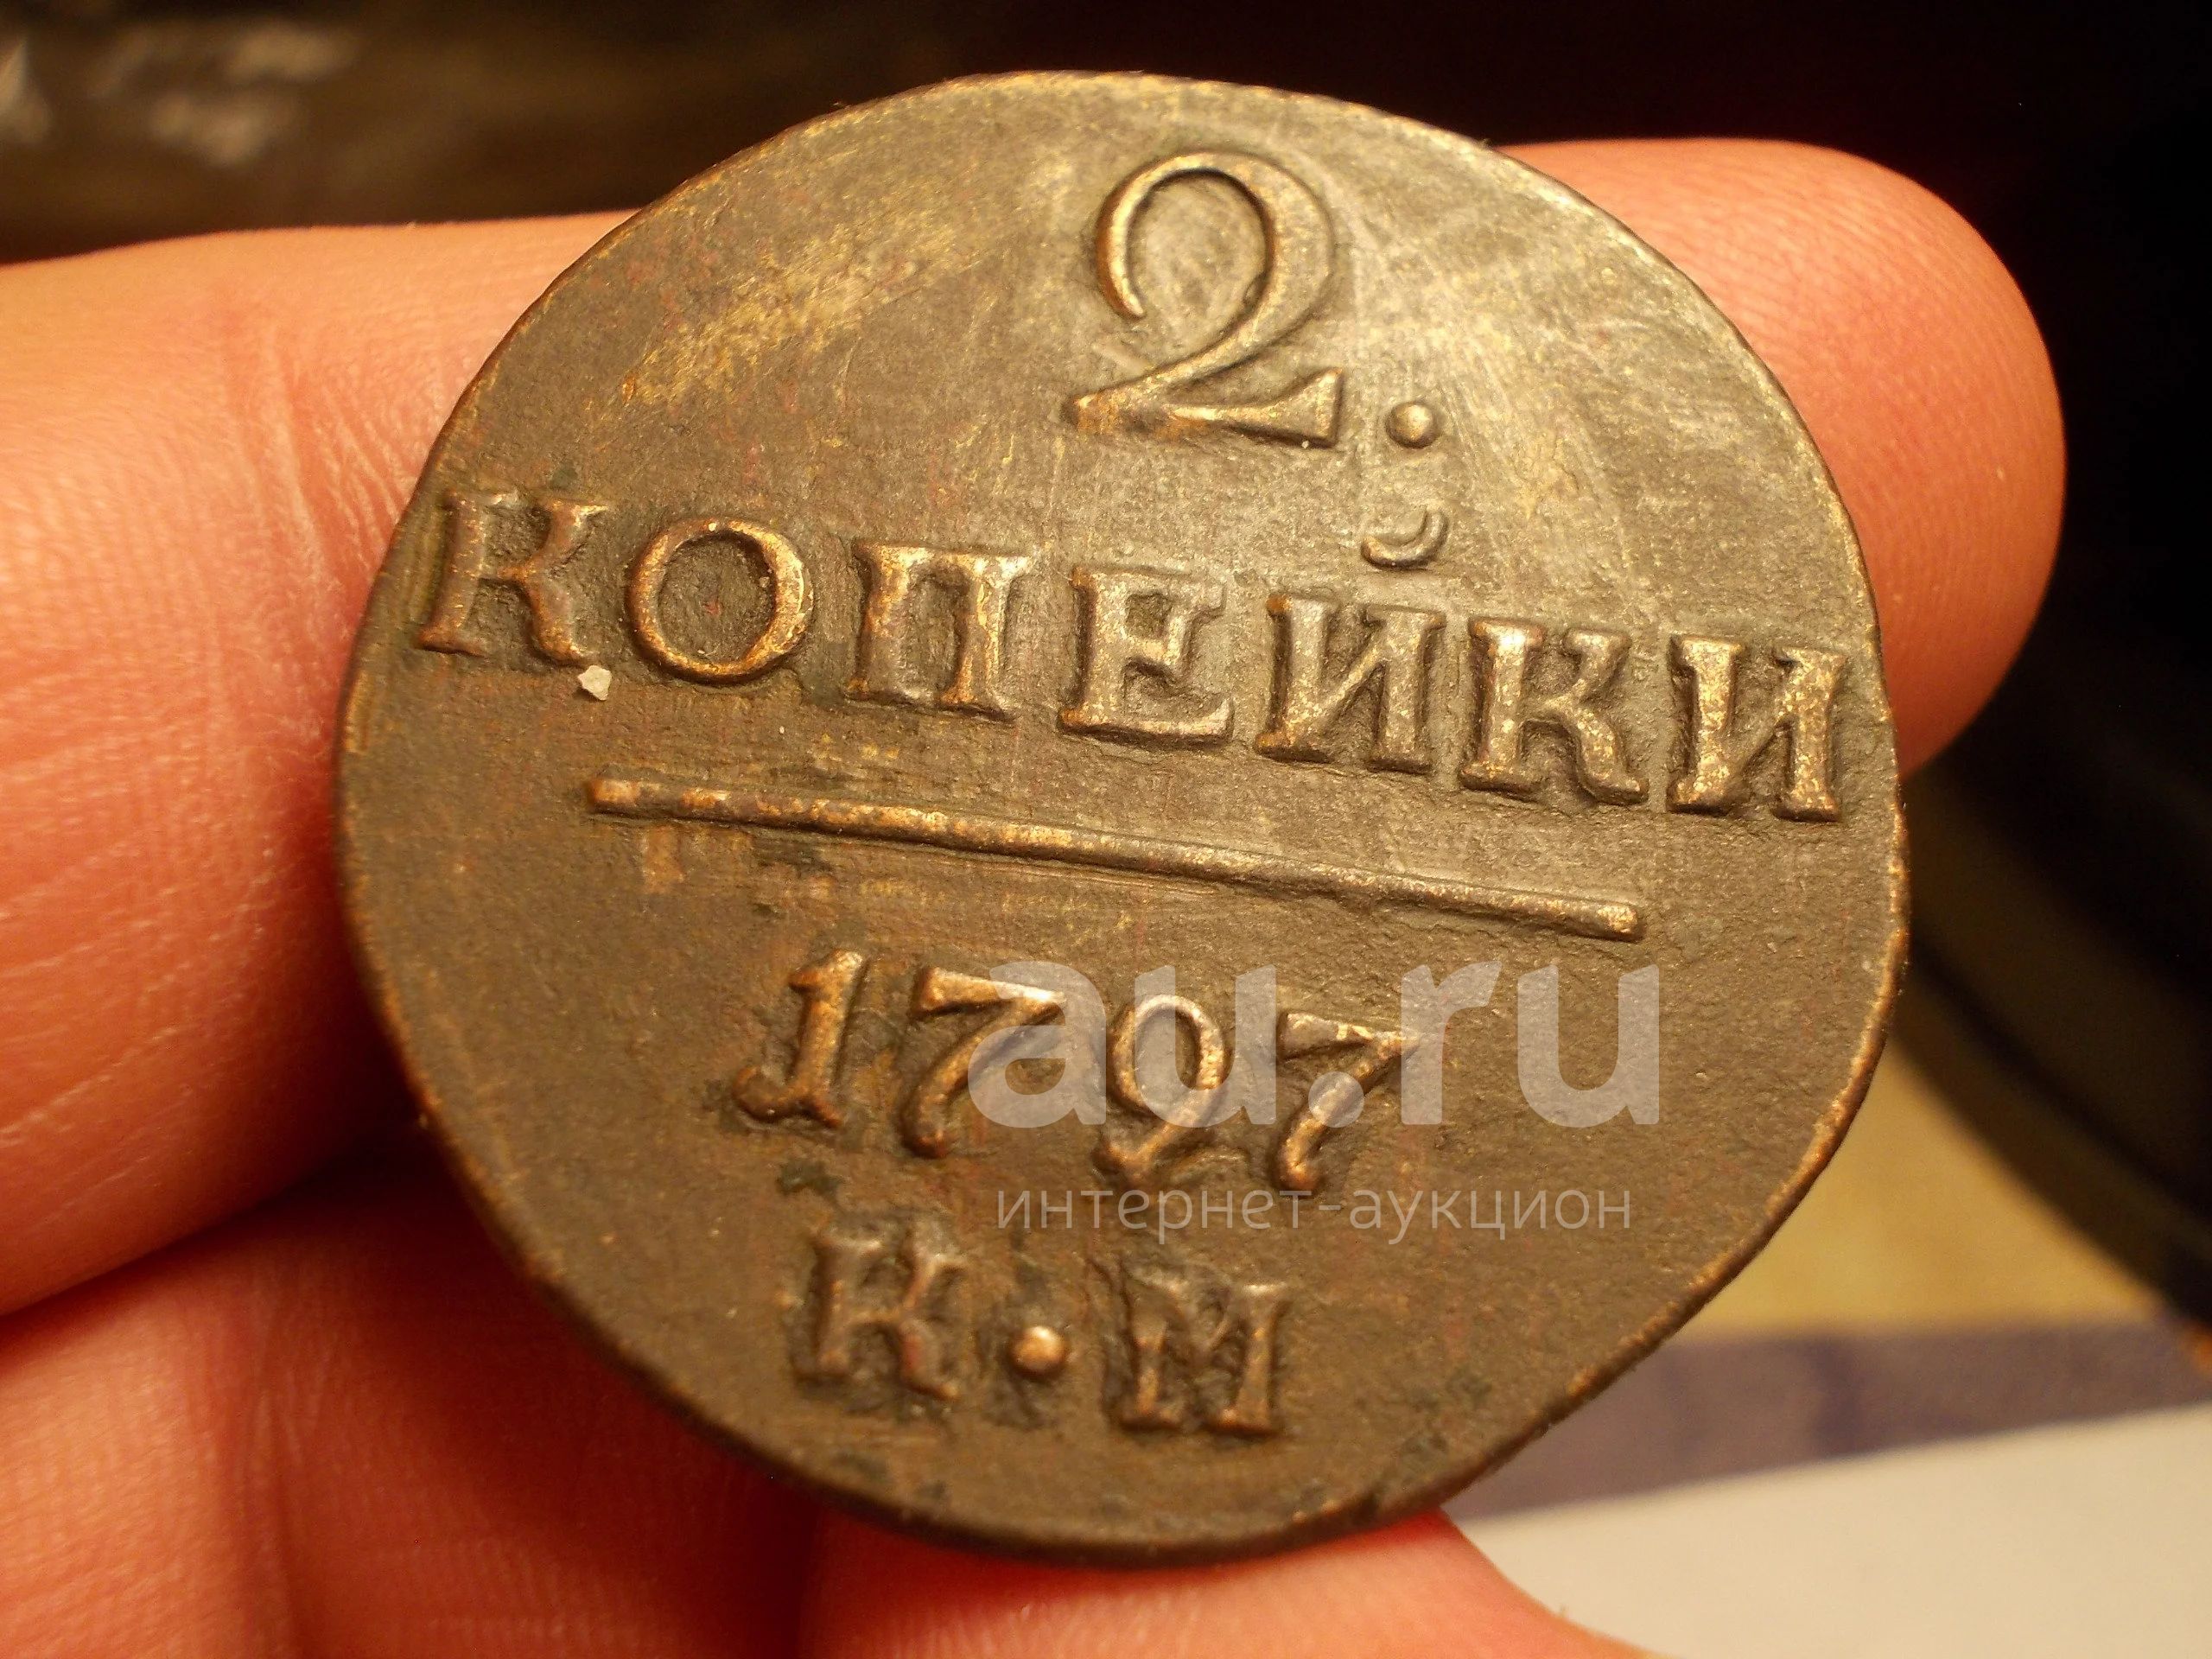 2.
КОПЕЙКИ
1797
К·М
au.ru
интернет-аукцион